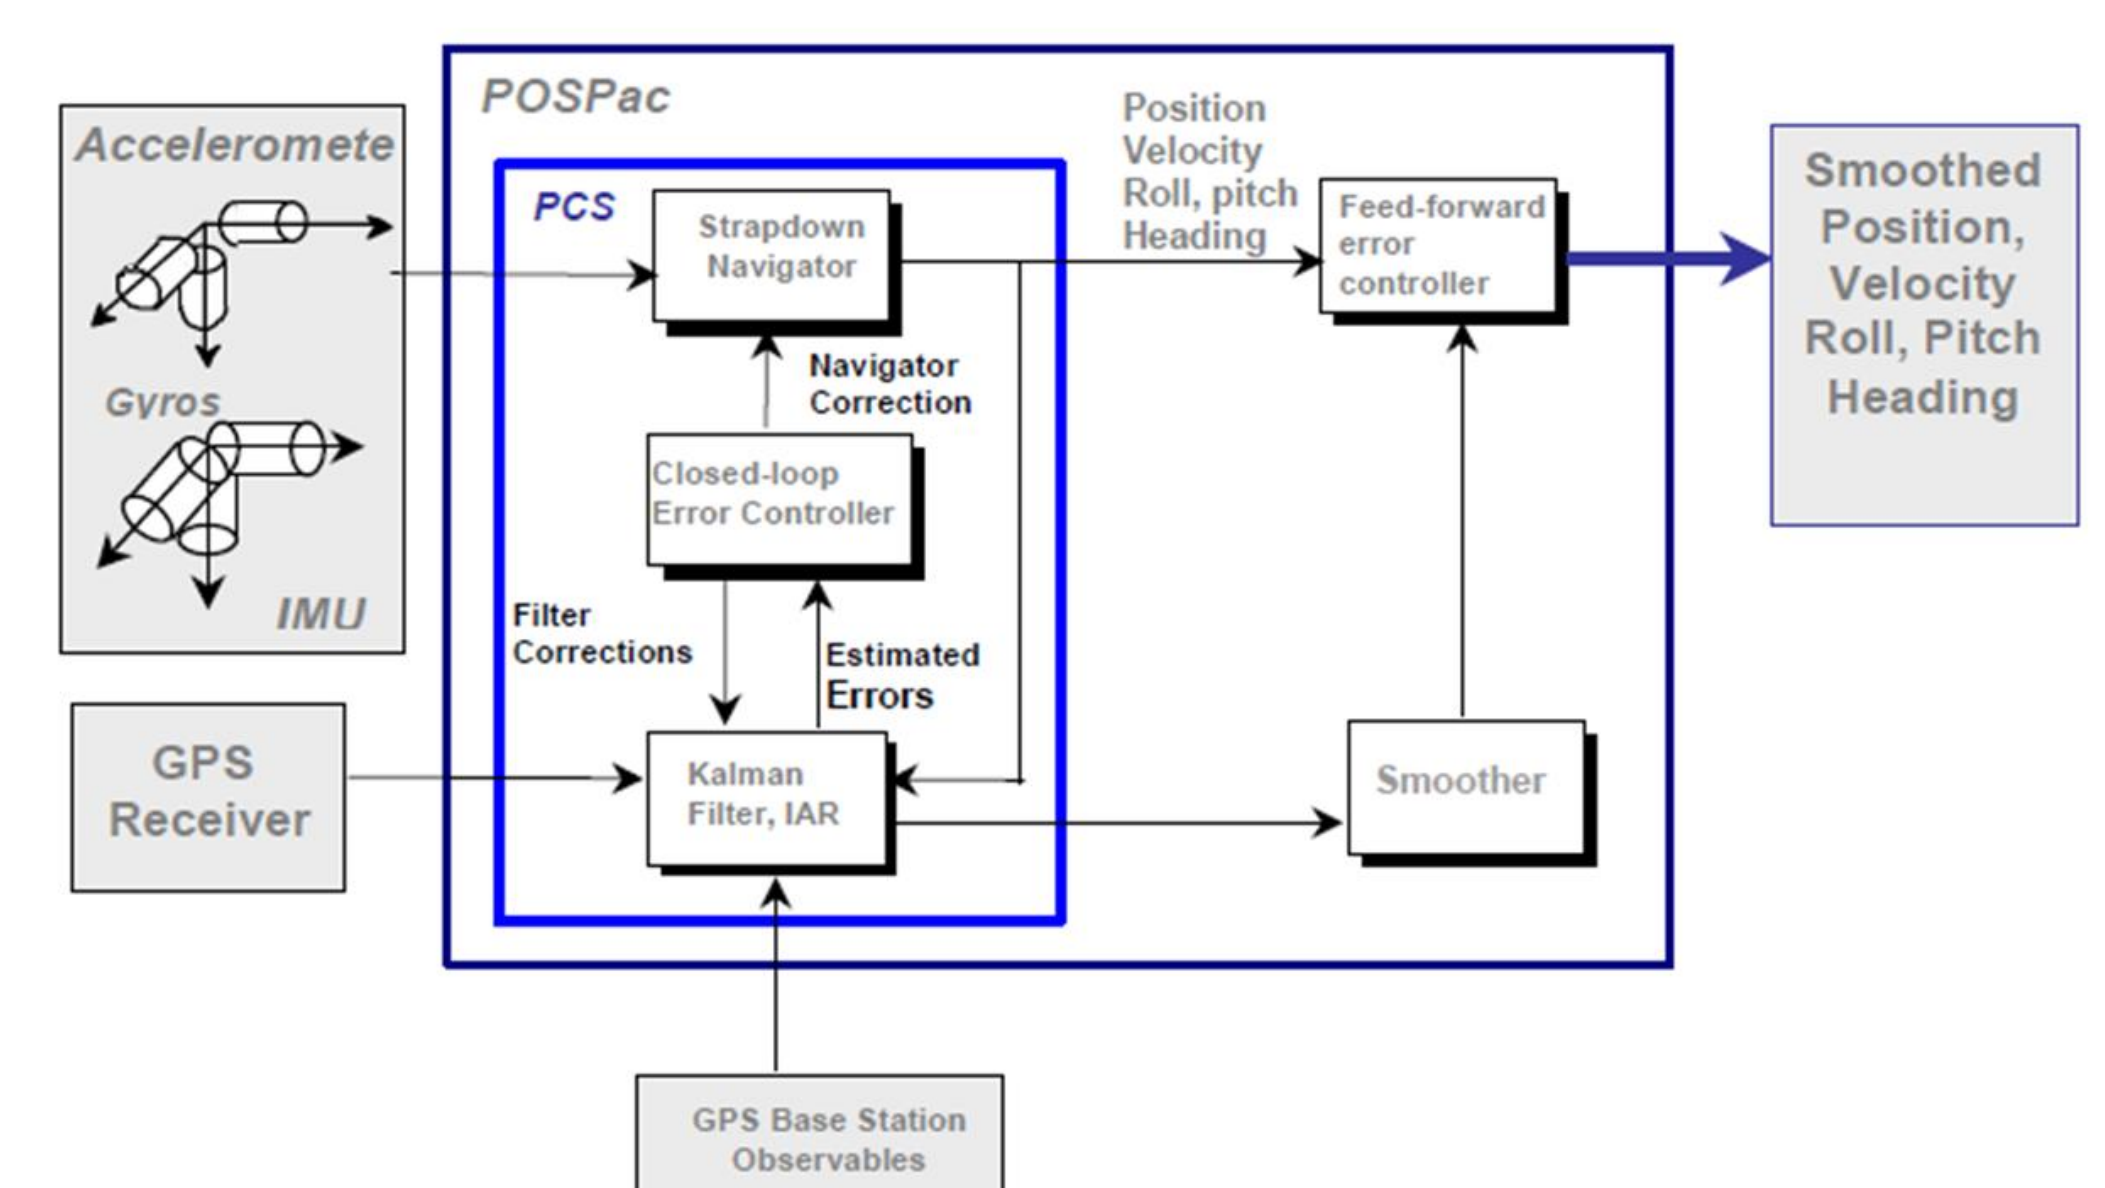 POSPac
Acceleromete
Gyros
IMU
GPS
Receiver
PCS
Strapdown
Navigator
Navigator
Correction
Closed-loop
Error Controller
Filter
Corrections
Estimated
Errors
Kalman
Filter, IAR
Position
Velocity
Roll, pitch
Heading
Feed-forward
error
controller
Smoother
Smoothed
Position,
Velocity
Roll, Pitch
Heading
GPS Base Station
Observables